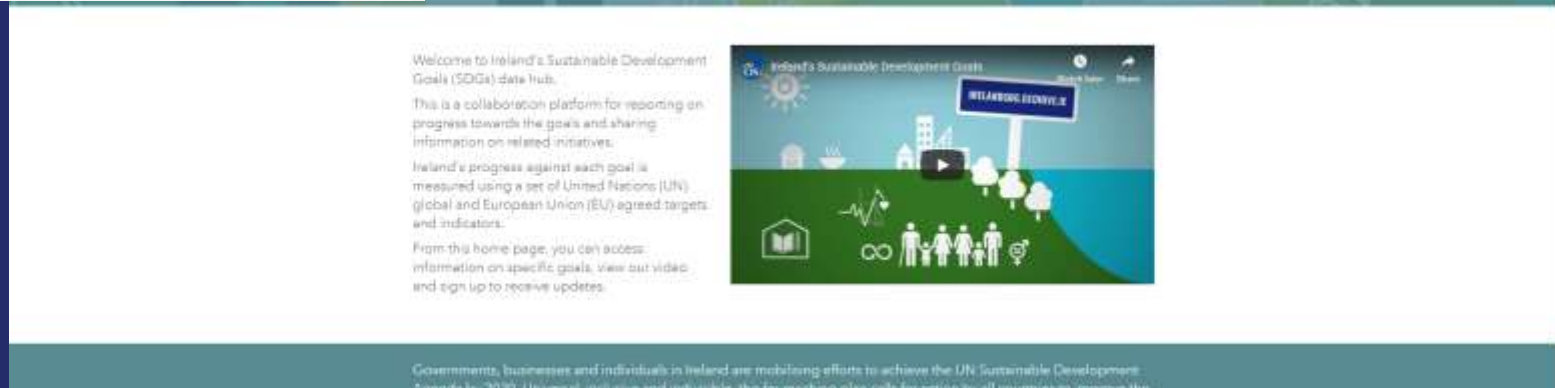 Welcome to Ireland's Sustainable Development
Goals (SDGs) data hub.
This is a collaboration platform for reporting on
progress towards the goals and sharing
information on related initiatives.
Ireland's progress against each goal is
measured using a set of United Nations (UN)
global and European Union (EU) agreed targets
and indicators.
From this home page, you can access
information on specific goals, view our video
and sign up to receive updates.
Ireland's Sustainable Development Goals
Watch later
Share
Governments, businesses and individuals in Ireland are mobilising efforts to achieve the UN Sustainable Development